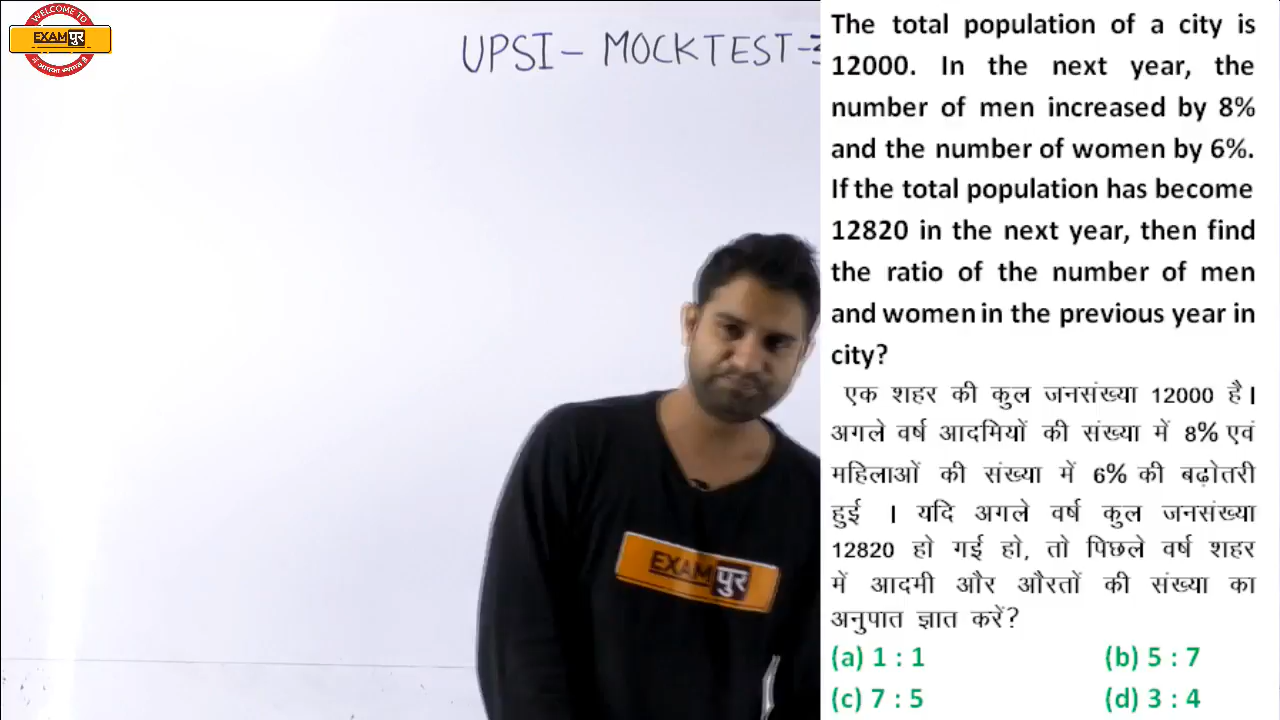 WELCOME TO
EXAMपुर
में आपका स्वागत है
UPSI - MOCKTEST-3
EXAMपुर
The total population of a city is
12000. In the next year, the
number of men increased by 8%
and the number of women by 6%.
If the total population has become
12820 in the next year, then find
the ratio of the number of men
and women in the previous year in
city?
एक शहर की कुल जनसंख्या 12000 है।
अगले वर्ष आदमियों की संख्या में 8% एवं
महिलाओं की संख्या में 6% की बढ़ोतरी
हुई । यदि अगले वर्ष कुल जनसंख्या
12820 हो गई हो, तो पिछले वर्ष शहर
में आदमी और औरतों की संख्या का
अनुपात ज्ञात करें?
(a) 1 : 1 (b) 5 : 7
(c) 7 : 5 (d) 3 : 4